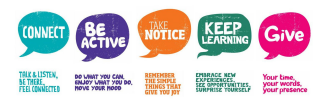 CONNECT
BE
ACTIVE
TAKE
NOTICE
KEEP
LEARNING
Give
TALK & LISTEN,
BE THERE,
FEEL CONNECTED
DO WHAT YOU CAN,
ENJOY WHAT YOU DO,
MOVE YOUR MOOD
REMEMBER
THE SIMPLE
THINGS THAT
GIVE YOU JOY
EMBRACE NEW
EXPERIENCES,
SEE OPPORTUNITIES,
SURPRISE YOURSELF
Your time,
your words,
your presence